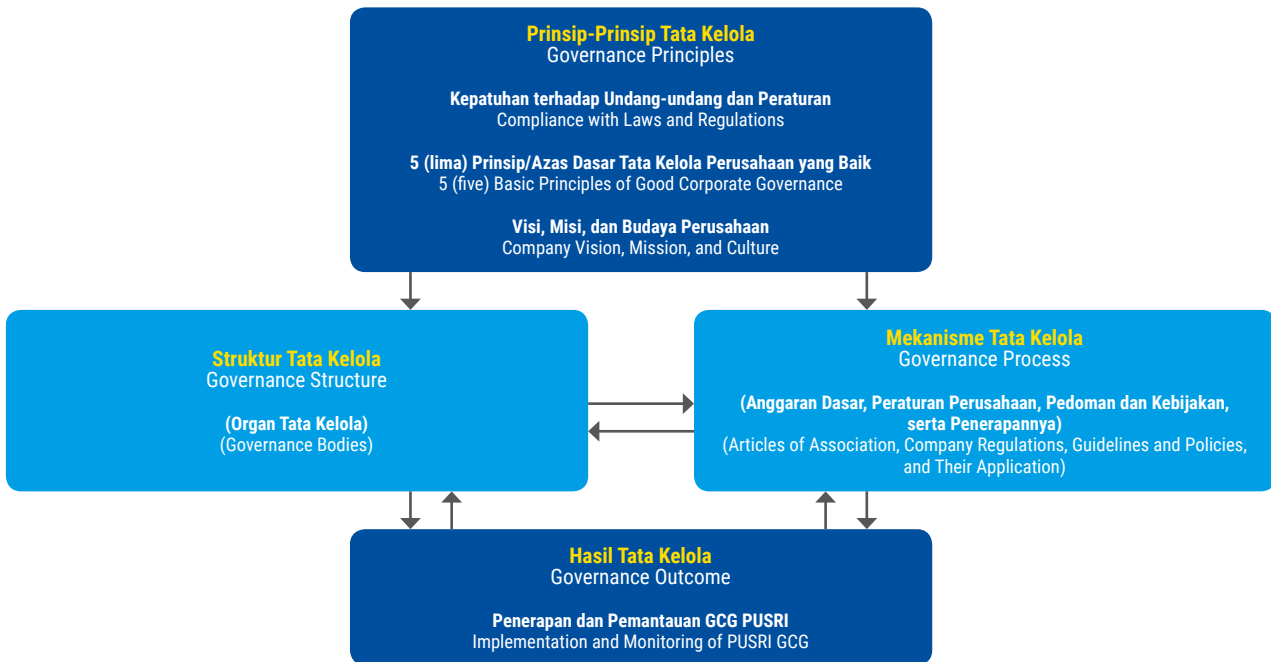 Prinsip-Prinsip Tata Kelola
Governance Principles
Kepatuhan terhadap Undang-undang dan Peraturan
Compliance with Laws and Regulations
5 (lima) Prinsip/Azas Dasar Tata Kelola Perusahaan yang Baik
5 (five) Basic Principles of Good Corporate Governance
Visi, Misi, dan Budaya Perusahaan
Company Vision, Mission, and Culture
Struktur Tata Kelola
Governance Structure
(Organ Tata Kelola)
(Governance Bodies)
Mekanisme Tata Kelola
Governance Process
(Anggaran Dasar, Peraturan Perusahaan, Pedoman dan Kebijakan,
serta Penerapannya)
(Articles of Association, Company Regulations, Guidelines and Policies,
and Their Application)
Hasil Tata Kelola
Governance Outcome
Penerapan dan Pemantauan GCG PUSRI
Implementation and Monitoring of PUSRI GCG